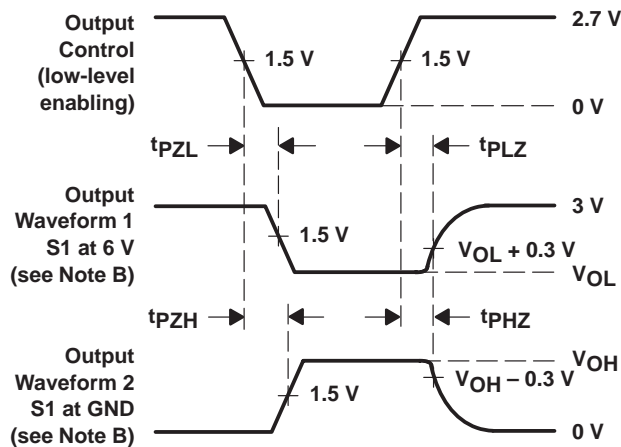 Output
Control
(low-level
enabling)
2.7 V
1.5 V
1.5 V
0 V
tPZL
tPLZ
Output
Waveform 1
S1 at 6 V
(see Note B)
3 V
1.5 V
VOL + 0.3 V
VOL
tPZH
tPHZ
Output
Waveform 2
S1 at GND
(see Note B)
VOH
VOH − 0.3 V
1.5 V
0 V